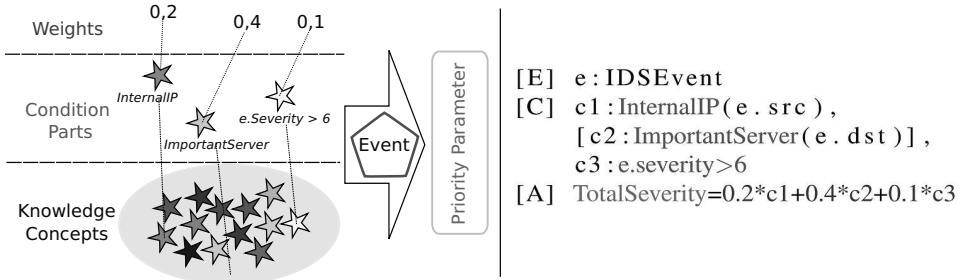 Weights
0,2
0,4
0,1
Condition
Parts
InternalIP
ImportantServer
e.Severity > 6
Knowledge
Concepts
Event
Priority Parameter
[E] e:IDSEvent
[C] c1:InternalIP(e.src),
[c2:ImportantServer(e.dst)],
c3:e.severity>6
[A] TotalSeverity=0.2*c1+0.4*c2+0.1*c3